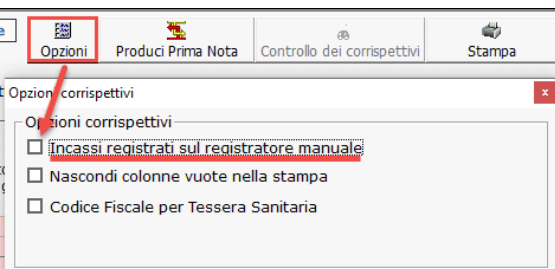 Opzioni Produci Prima Nota Controllo dei corrispettivi Stampa
Opzioni corrispettivi x
Opzioni corrispettivi
Incassi registrati sul registratore manuale
Nascondi colonne vuote nella stampa
Codice Fiscale per Tessera Sanitaria